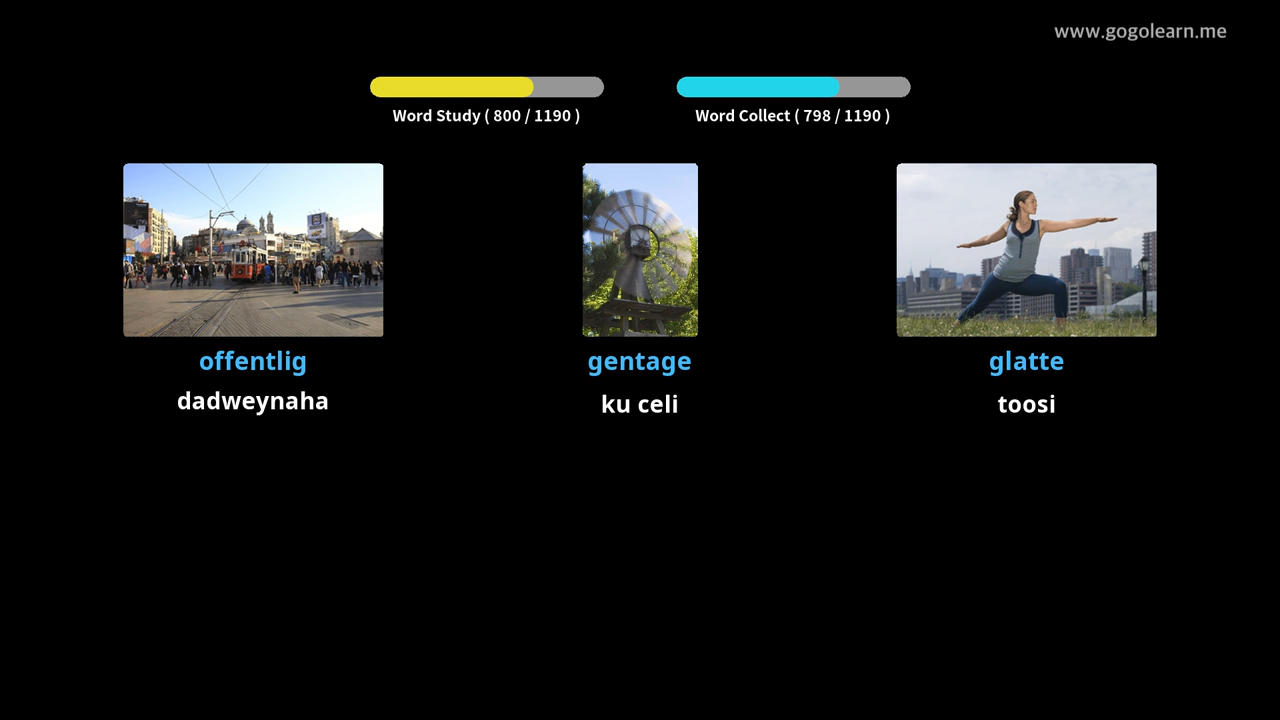 www.gogolearn.me
Word Study ( 800 / 1190 )
Word Collect ( 798 / 1190 )
offentlig
gentage
glatte
dadweynaha
ku celi
toosi